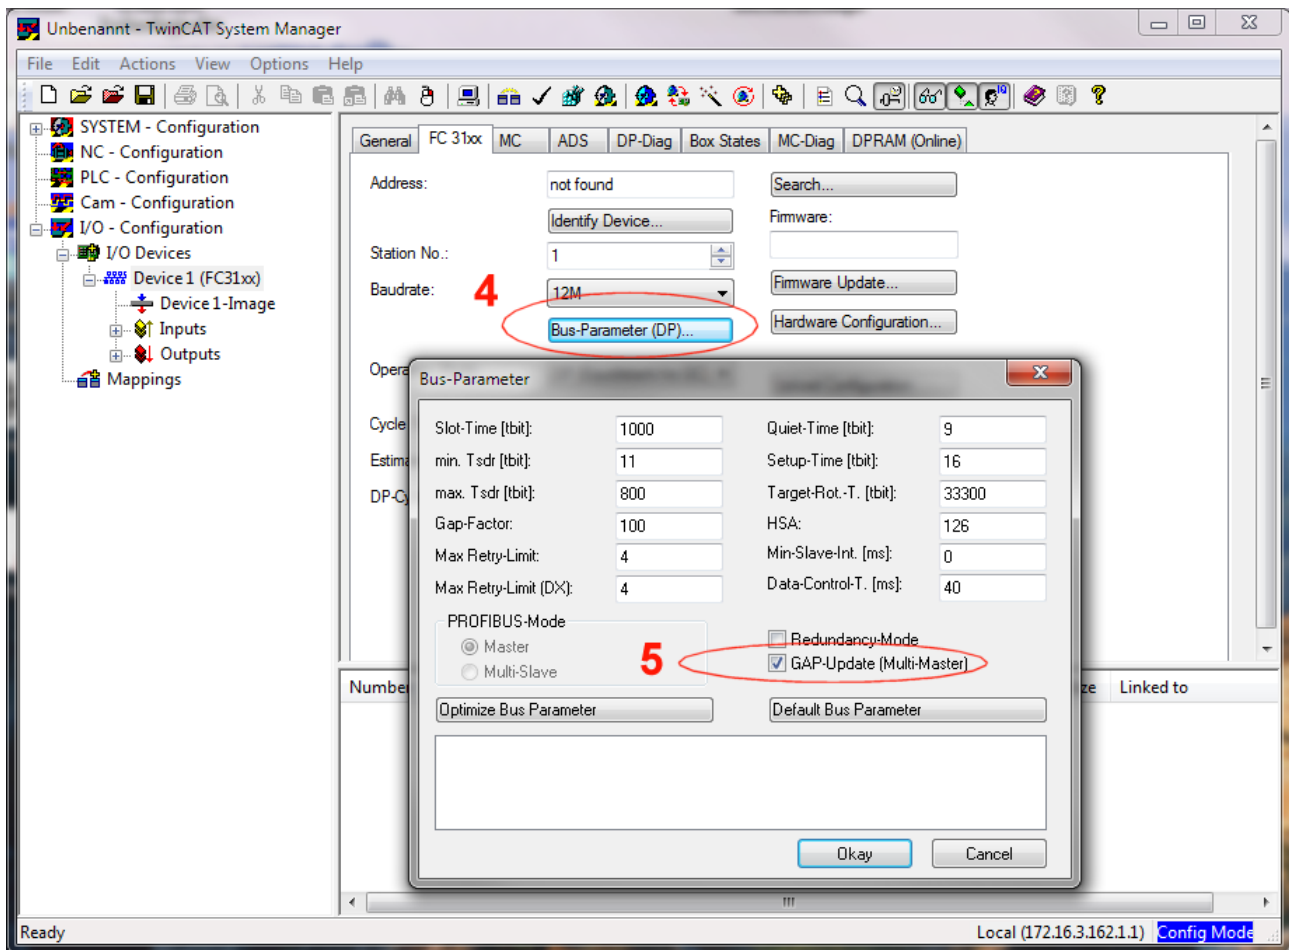 Unbenannt - TwinCAT System Manager
File Edit Actions View Options Help
SYSTEM - Configuration
NC - Configuration
PLC - Configuration
Cam - Configuration
I/O - Configuration
I/O Devices
Device 1 (FC31xx)
Device 1-Image
Inputs
Outputs
Mappings
General FC 31xx MC ADS DP-Diag Box States MC-Diag DPRAM (Online)
Address: not found Search...
Identify Device... Firmware:
Station No.: 1
Baudrate: 4 12M Firmware Update...
Bus-Parameter (DP)... Hardware Configuration...
Opera
Cycle
Estima
DP-Cy
Bus-Parameter
Slot-Time [tbit]: 1000 Quiet-Time [tbit]: 9
min. Tsdr [tbit]: 11 Setup-Time [tbit]: 16
max. Tsdr [tbit]: 800 Target-Rot.-T. [tbit]: 33300
Gap-Factor: 100 HSA: 126
Max Retry-Limit: 4 Min-Slave-Int. [ms]: 0
Max Retry-Limit (DX): 4 Data-Control-T. [ms]: 40
PROFIBUS-Mode
Master
Multi-Slave
Redundancy-Mode
5 GAP-Update (Multi-Master)
Optimize Bus Parameter Default Bus Parameter
Okay Cancel
Number ze Linked to
Ready Local (172.16.3.162.1.1) Config Mode